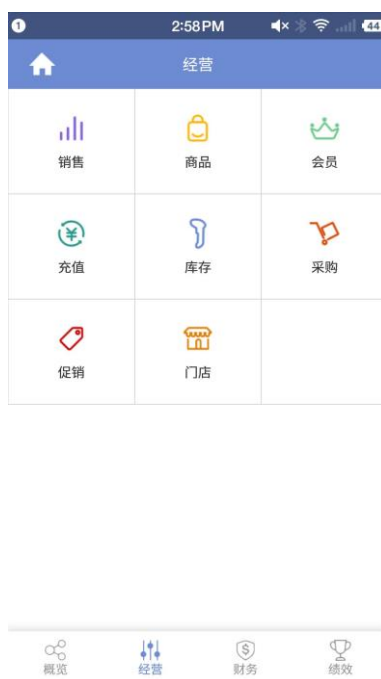 1 2:58PM 44
经营
销售 商品 会员
充值 库存 采购
促销 门店
概览 经营 财务 绩效